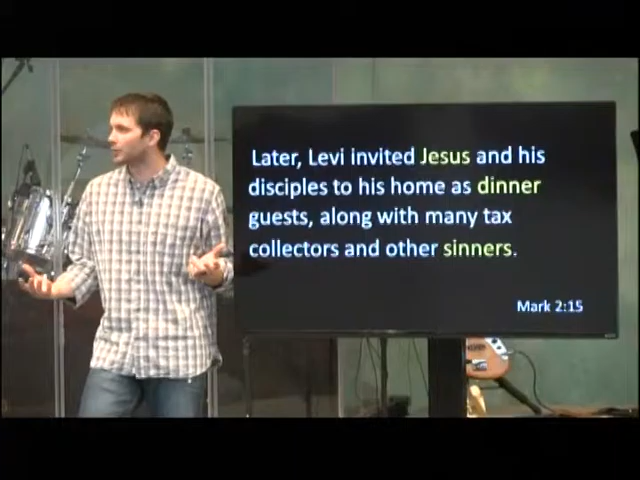 Later, Levi invited Jesus and his
disciples to his home as dinner
guests, along with many tax
collectors and other sinners.
Mark 2:15